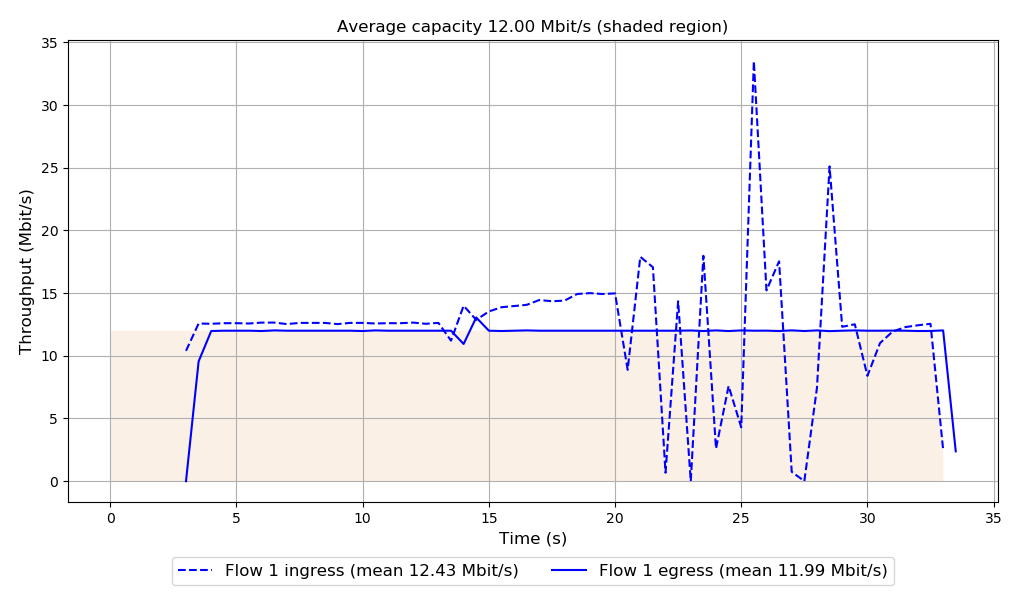 Average capacity 12.00 Mbit/s (shaded region)
35
30
25
20
15
10
5
0
Throughput (Mbit/s)
0 5 10 15 20 25 30 35
Time (s)
Flow 1 ingress (mean 12.43 Mbit/s) Flow 1 egress (mean 11.99 Mbit/s)